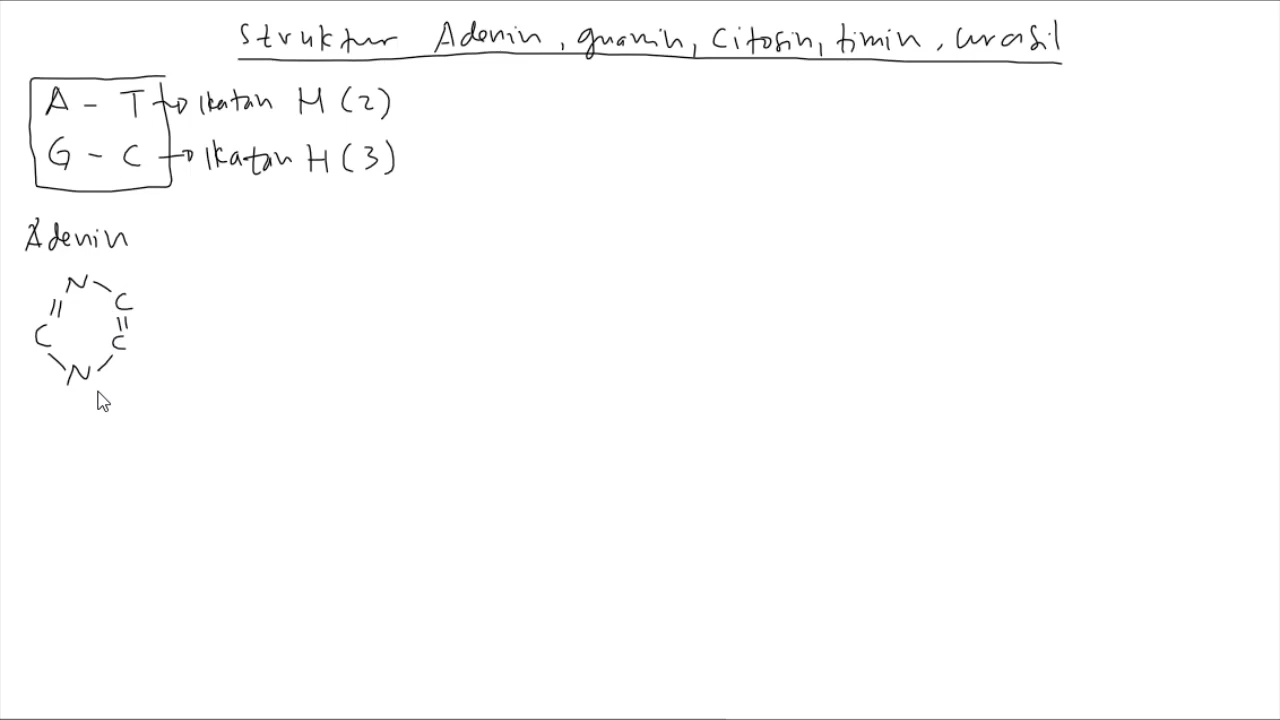 Struktur Adenin, guanin, Citosin, timin, urasil
A - T → Ikatan H (2)
G - C → Ikatan H (3)
Adenin
N
C
C
C
N